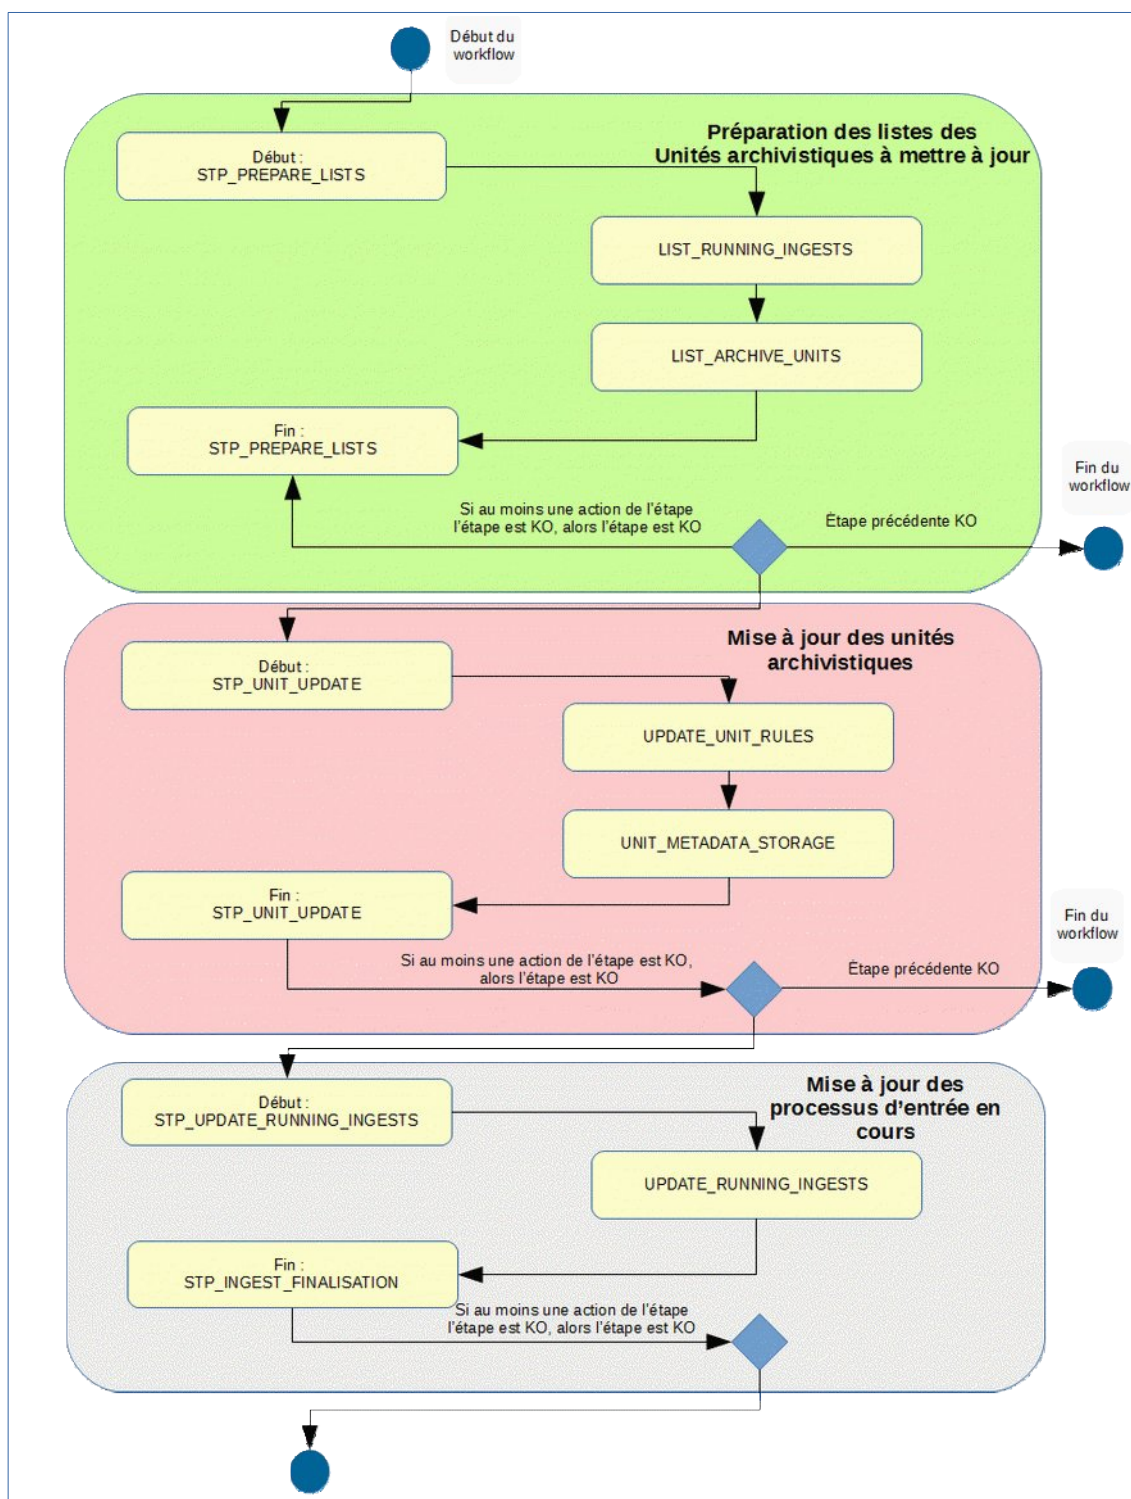 Début du
workflow
Préparation des listes des
Unités archivistiques à mettre à jour
Début :
STP_PREPARE_LISTS
LIST_RUNNING_INGESTS
LIST_ARCHIVE_UNITS
Fin :
STP_PREPARE_LISTS
Fin du
workflow
Si au moins une action de l'étape
l'étape est KO, alors l'étape est KO
Étape précédente KO
Mise à jour des unités
archivistiques
Début :
STP_UNIT_UPDATE
UPDATE_UNIT_RULES
UNIT_METADATA_STORAGE
Fin :
STP_UNIT_UPDATE
Fin du
workflow
Si au moins une action de l'étape est KO,
alors l'étape est KO
Étape précédente KO
Mise à jour des
processus d'entrée en
cours
Début :
STP_UPDATE_RUNNING_INGESTS
UPDATE_RUNNING_INGESTS
Fin :
STP_INGEST_FINALISATION
Si au moins une action de l'étape
l'étape est KO, alors l'étape est KO